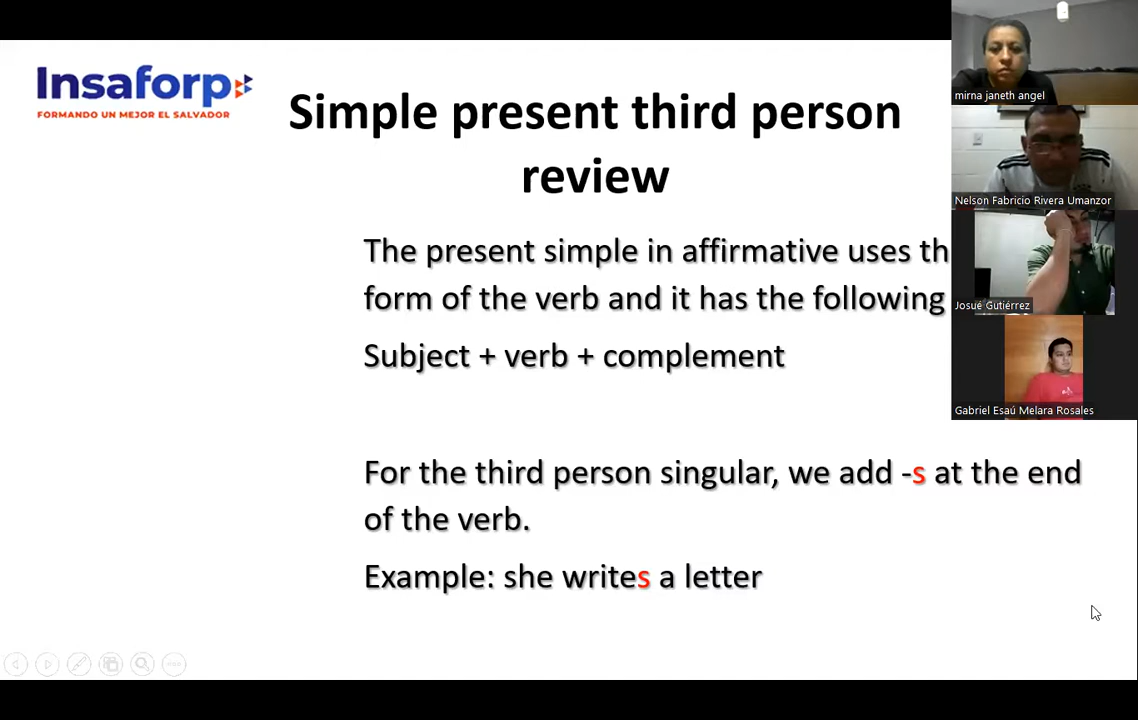 Insaforp
FORMANDO UN MEJOR EL SALVADOR
Simple present third person
review
The present simple in affirmative uses th
form of the verb and it has the following
Subject + verb + complement
For the third person singular, we add -s at the end
of the verb.
Example: she writes a letter
mirna janeth angel
Nelson Fabricio Rivera Umanzor
Josué Gutiérrez
Gabriel Esaú Melara Rosales